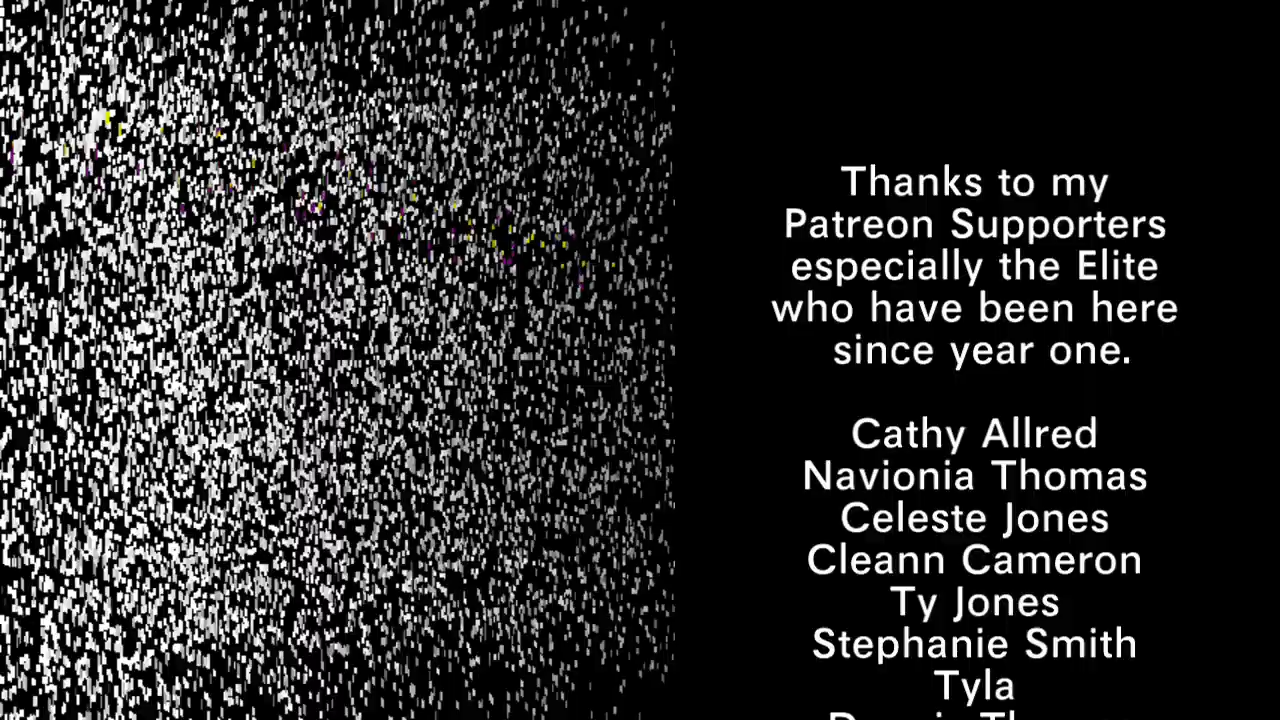 Thanks to my
Patreon Supporters
especially the Elite
who have been here
since year one.
Cathy Allred
Navionia Thomas
Celeste Jones
Cleann Cameron
Ty Jones
Stephanie Smith
Tyla